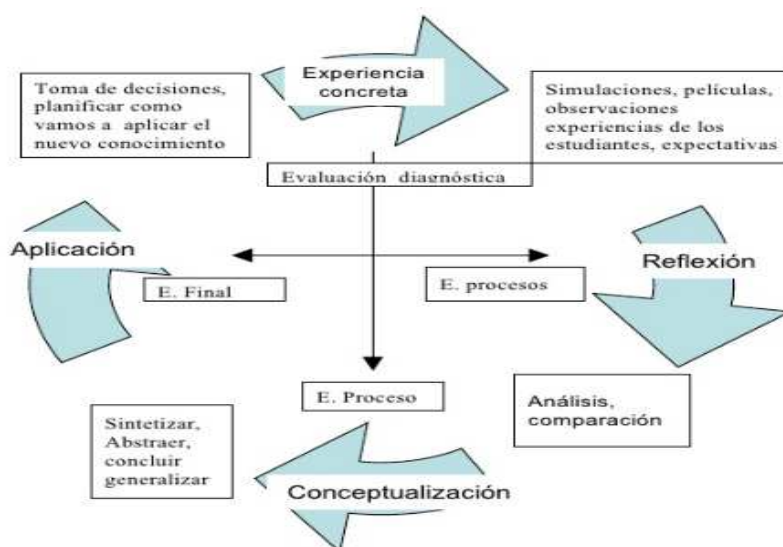 Experiencia
concreta
Toma de decisiones,
planificar como
vamos a aplicar el
nuevo conocimiento
Simulaciones, películas,
observaciones
experiencias de los
estudiantes, expectativas
Evaluación diagnóstica
Aplicación
Reflexión
E. Final
E. procesos
E. Proceso
Análisis,
comparación
Sintetizar,
Abstraer,
concluir
generalizar
Conceptualización